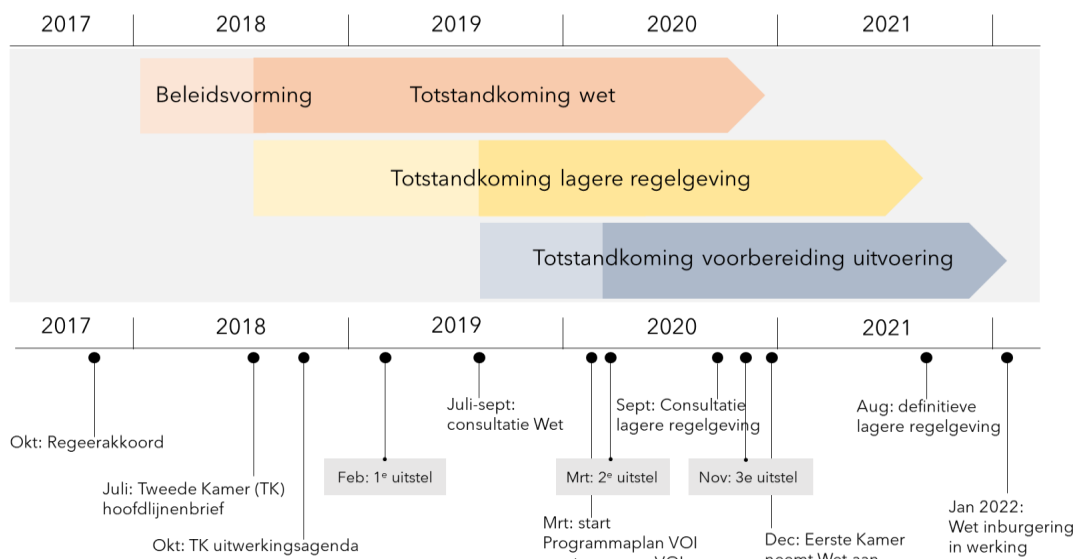 2017 2018 2019 2020 2021
Beleidsvorming Totstandkoming wet
Totstandkoming lagere regelgeving
Totstandkoming voorbereiding uitvoering
2017 2018 2019 2020 2021
Okt: Regeerakkoord
Juli: Tweede Kamer (TK)
hoofdlijnenbrief
Okt: TK uitwerkingsagenda
Feb: 1e uitstel
Juli-sept:
consultatie Wet
Mrt: start
Programmaplan VOI
Mrt: 2e uitstel
Sept: Consultatie
lagere regelgeving
Nov: 3e uitstel
Dec: Eerste Kamer
neemt Wet aan
Aug: definitieve
lagere regelgeving
Jan 2022:
Wet inburgering
in werking